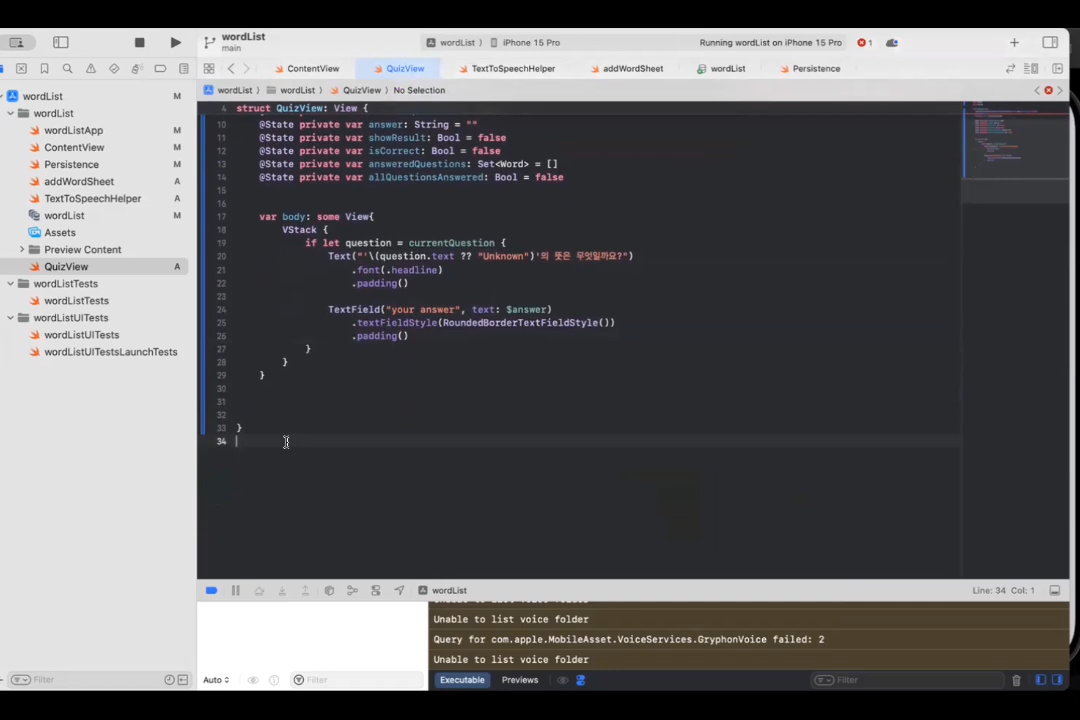 wordList
main
wordList 〉 iPhone 15 Pro
Running wordList on iPhone 15 Pro
1
ContentView
QuizView
TextToSpeechHelper
addWordSheet
wordList
Persistence
wordList 〉 wordList 〉 QuizView 〉 No Selection
wordList M
wordList
wordListApp M
ContentView M
Persistence M
addWordSheet A
TextToSpeechHelper A
wordList M
Assets
Preview Content
QuizView A
wordListTests
wordListTests
wordListUITests
wordListUITests
wordListUITestsLaunchTests
Filter
4 struct QuizView: View {
10 @State private var answer: String = ""
11 @State private var showResult: Bool = false
12 @State private var isCorrect: Bool = false
13 @State private var answeredQuestions: Set<Word> = []
14 @State private var allQuestionsAnswered: Bool = false
15
16
17 var body: some View{
18 VStack {
19 if let question = currentQuestion {
20 Text("'\(question.text ?? "Unknown")'의 뜻은 무엇일까요?")
21 .font(.headline)
22 .padding()
23
24 TextField("your answer", text: $answer)
25 .textFieldStyle(RoundedBorderTextFieldStyle())
26 .padding()
27 }
28 }
29 }
30
31
32
33 }
34
wordList
Line: 34 Col: 1
Unable to list voice folder
Query for com.apple.MobileAsset.VoiceServices.GryphonVoice failed: 2
Unable to list voice folder
Auto
Filter
Executable
Previews
Filter